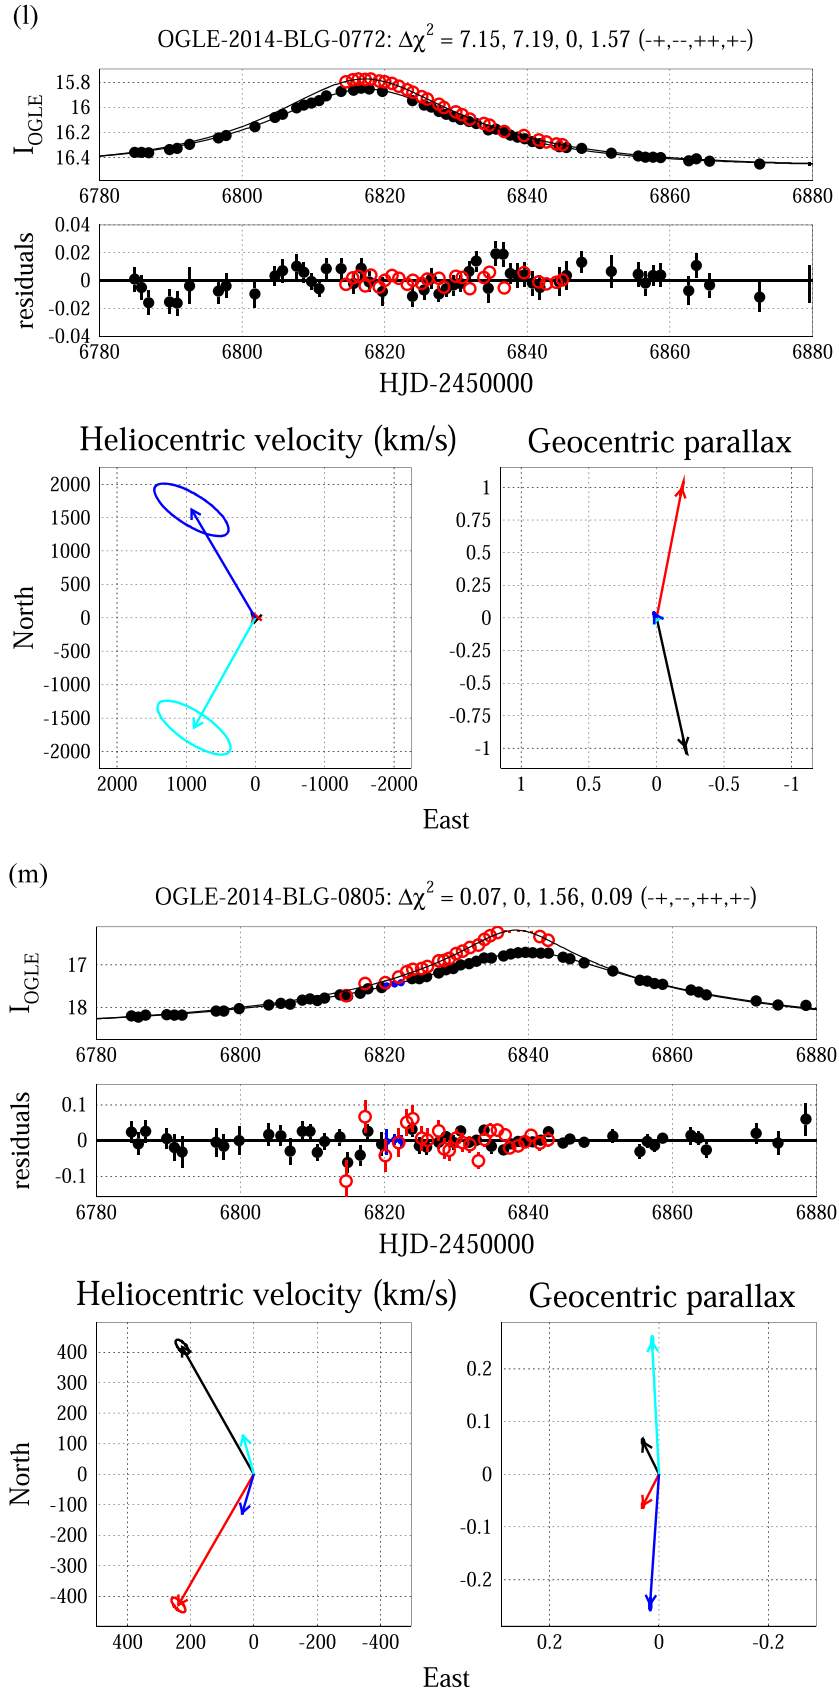 (l)
OGLE-2014-BLG-0772: Δχ² = 7.15, 7.19, 0, 1.57 (-+,--,++,+-)
I_OGLE
15.8
16
16.2
16.4
6780 6800 6820 6840 6860 6880
residuals
0.04
0.02
0
-0.02
-0.04
6780 6800 6820 6840 6860 6880
HJD-2450000
Heliocentric velocity (km/s)
Geocentric parallax
North
2000
1500
1000
500
0
-500
-1000
-1500
-2000
2000 1000 0 -1000 -2000
1
0.75
0.5
0.25
0
-0.25
-0.5
-0.75
-1
1 0.5 0 -0.5 -1
East
(m)
OGLE-2014-BLG-0805: Δχ² = 0.07, 0, 1.56, 0.09 (-+,--,++,+-)
I_OGLE
17
18
6780 6800 6820 6840 6860 6880
residuals
0.1
0
-0.1
6780 6800 6820 6840 6860 6880
HJD-2450000
Heliocentric velocity (km/s)
Geocentric parallax
North
400
300
200
100
0
-100
-200
-300
-400
400 200 0 -200 -400
0.2
0.1
0
-0.1
-0.2
0.2 0 -0.2
East